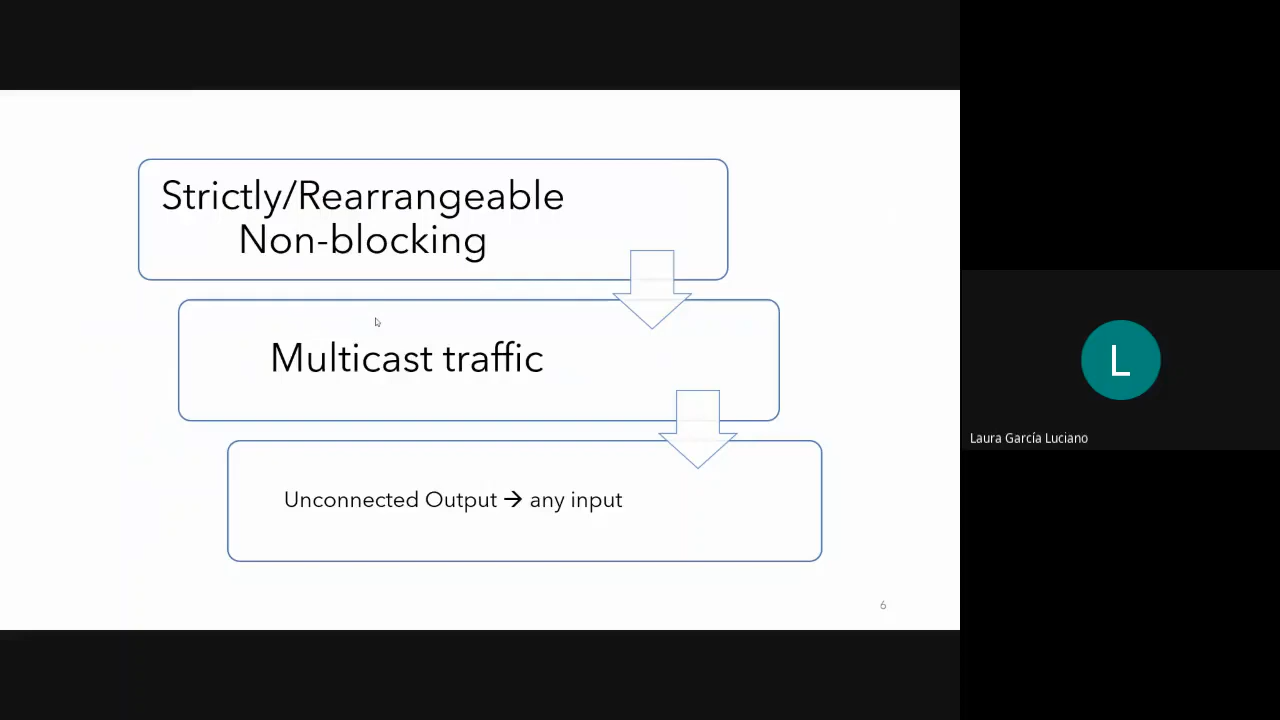 Strictly/Rearrangeable
Non-blocking
Multicast traffic
Unconnected Output → any input
6
L
Laura García Luciano